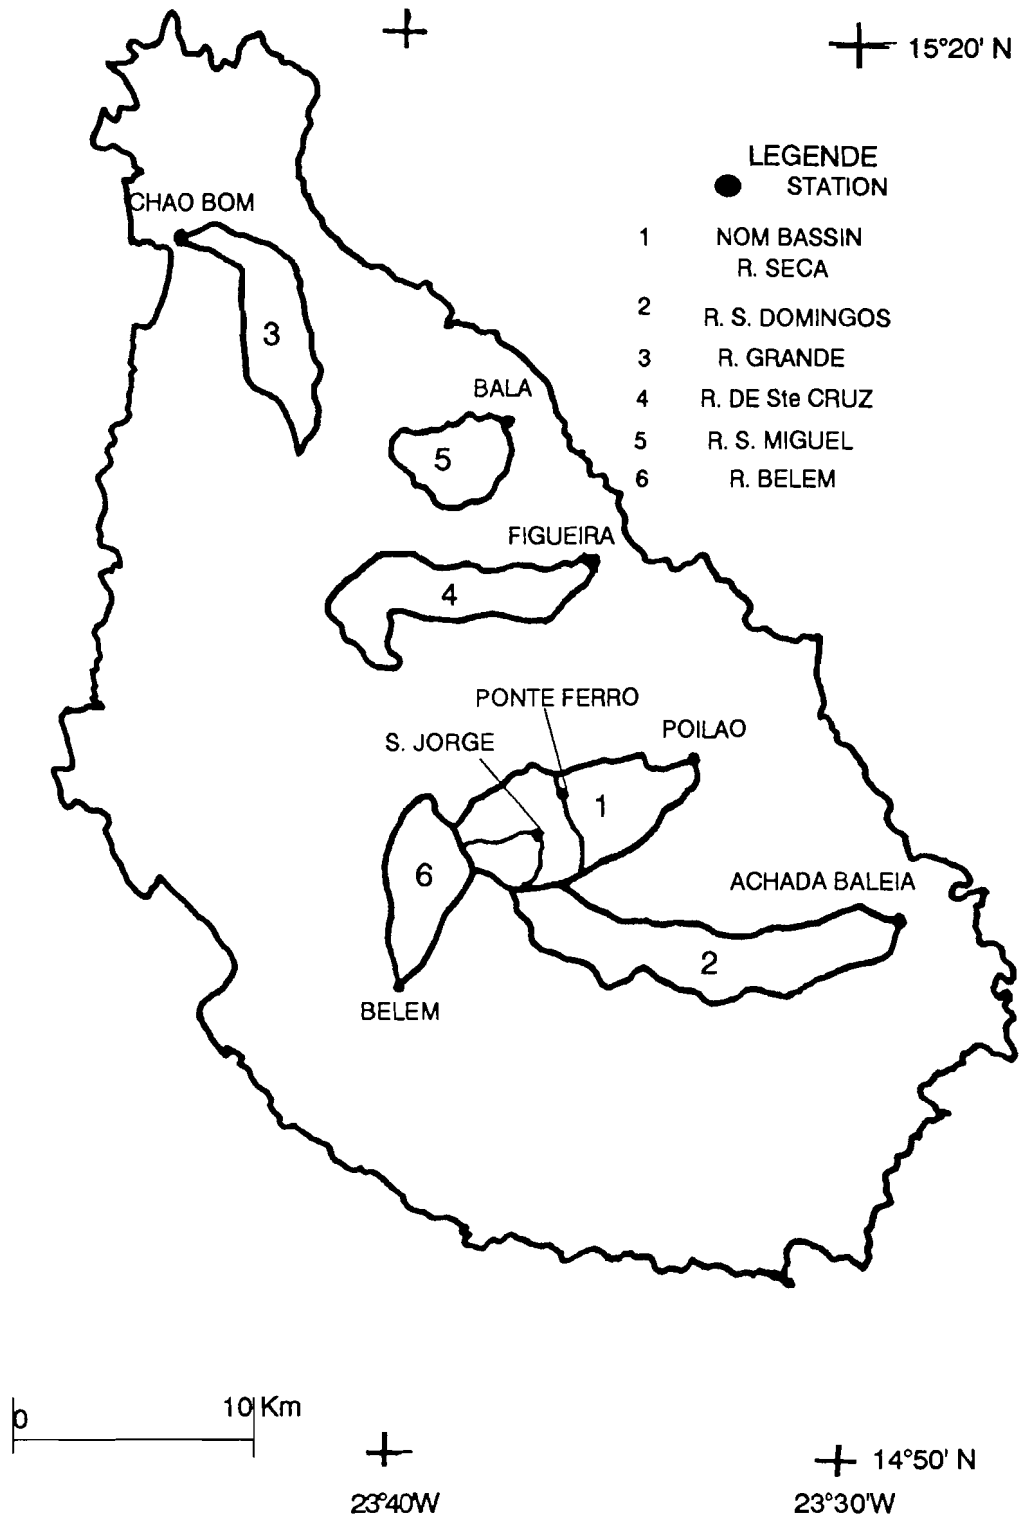 15°20' N
LEGENDE
STATION
1 NOM BASSIN
R. SECA
2 R. S. DOMINGOS
3 R. GRANDE
4 R. DE Ste CRUZ
5 R. S. MIGUEL
6 R. BELEM
CHAO BOM
3
BALA
5
FIGUEIRA
4
PONTE FERRO
POILAO
S. JORGE
1
6
ACHADA BALEIA
2
BELEM
0 10 Km
14°50' N
23°40'W 23°30'W